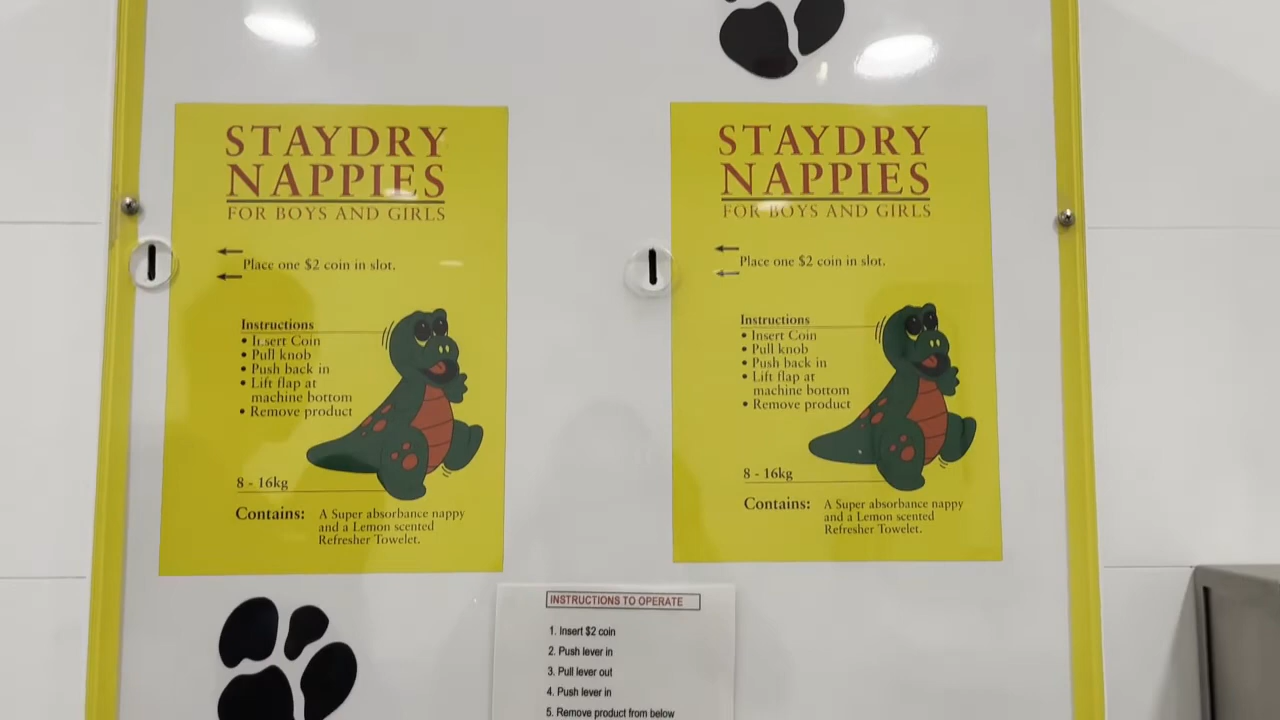 STAYDRY
NAPPIES
FOR BOYS AND GIRLS
Place one $2 coin in slot.
Instructions
• Insert Coin
• Pull knob
• Push back in
• Lift flap at
machine bottom
• Remove product
8 - 16kg
Contains: A Super absorbance nappy
and a Lemon scented
Refresher Towelet.
STAYDRY
NAPPIES
FOR BOYS AND GIRLS
Place one $2 coin in slot.
Instructions
• Insert Coin
• Pull knob
• Push back in
• Lift flap at
machine bottom
• Remove product
8 - 16kg
Contains: A Super absorbance nappy
and a Lemon scented
Refresher Towelet.
INSTRUCTIONS TO OPERATE
1. Insert $2 coin
2. Push lever in
3. Pull lever out
4. Push lever in
5. Remove product from below